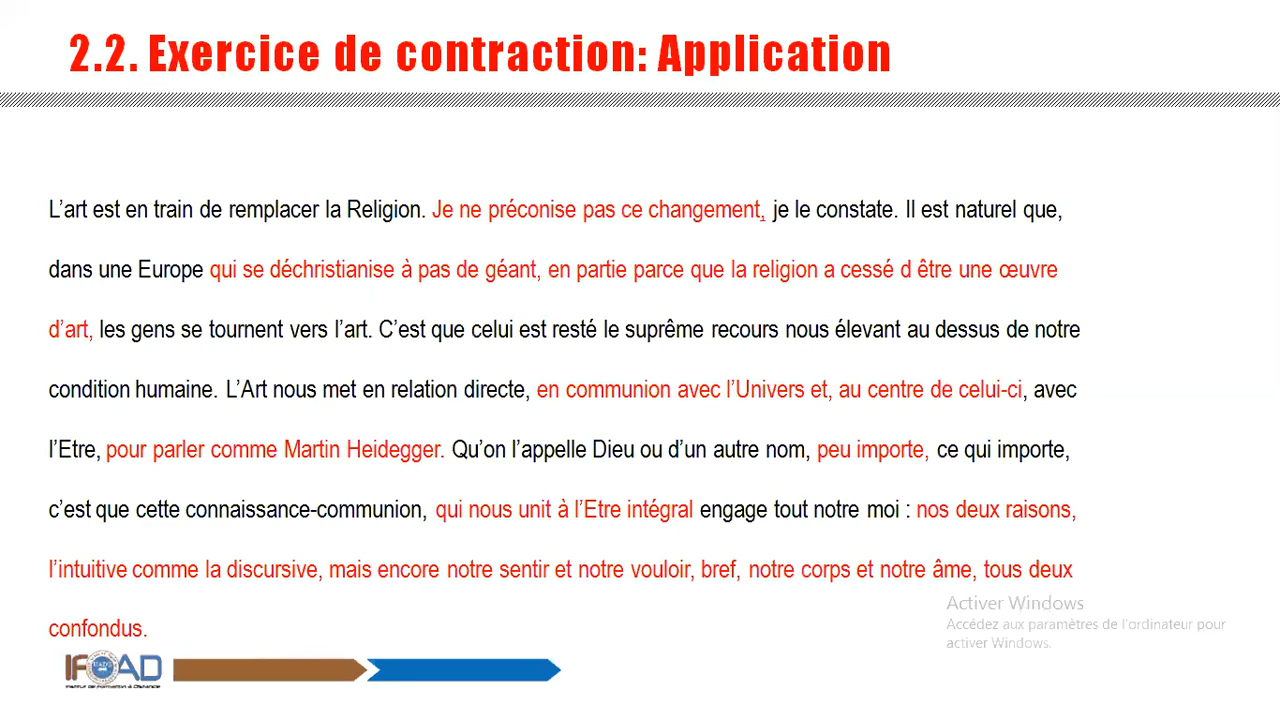 2.2. Exercice de contraction: Application
L’art est en train de remplacer la Religion. Je ne préconise pas ce changement, je le constate. Il est naturel que,
dans une Europe qui se déchristianise à pas de géant, en partie parce que la religion a cessé d être une œuvre
d’art, les gens se tournent vers l’art. C’est que celui est resté le suprême recours nous élevant au dessus de notre
condition humaine. L’Art nous met en relation directe, en communion avec l’Univers et, au centre de celui-ci, avec
l’Etre, pour parler comme Martin Heidegger. Qu’on l’appelle Dieu ou d’un autre nom, peu importe, ce qui importe,
c’est que cette connaissance-communion, qui nous unit à l’Etre intégral engage tout notre moi : nos deux raisons,
l’intuitive comme la discursive, mais encore notre sentir et notre vouloir, bref, notre corps et notre âme, tous deux
confondus.
Activer Windows
Accédez aux paramètres de l’ordinateur pour
activer Windows.
IFOAD
Institut de Formation à Distance